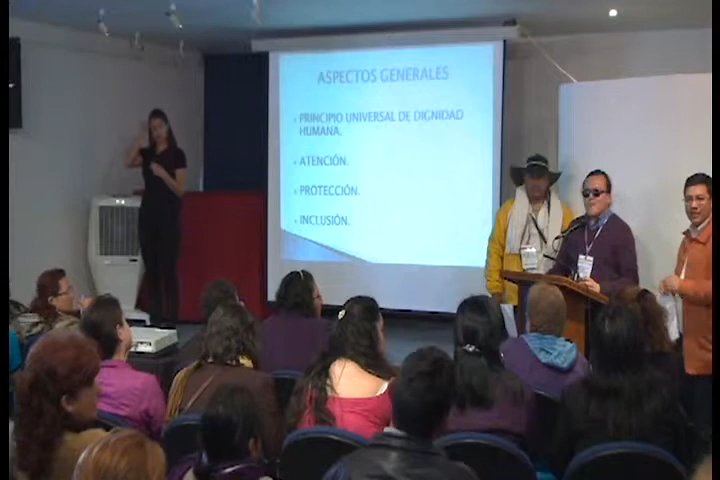 ASPECTOS GENERALES
PRINCIPIO UNIVERSAL DE DIGNIDAD
HUMANA.
ATENCIÓN.
PROTECCIÓN.
INCLUSIÓN.